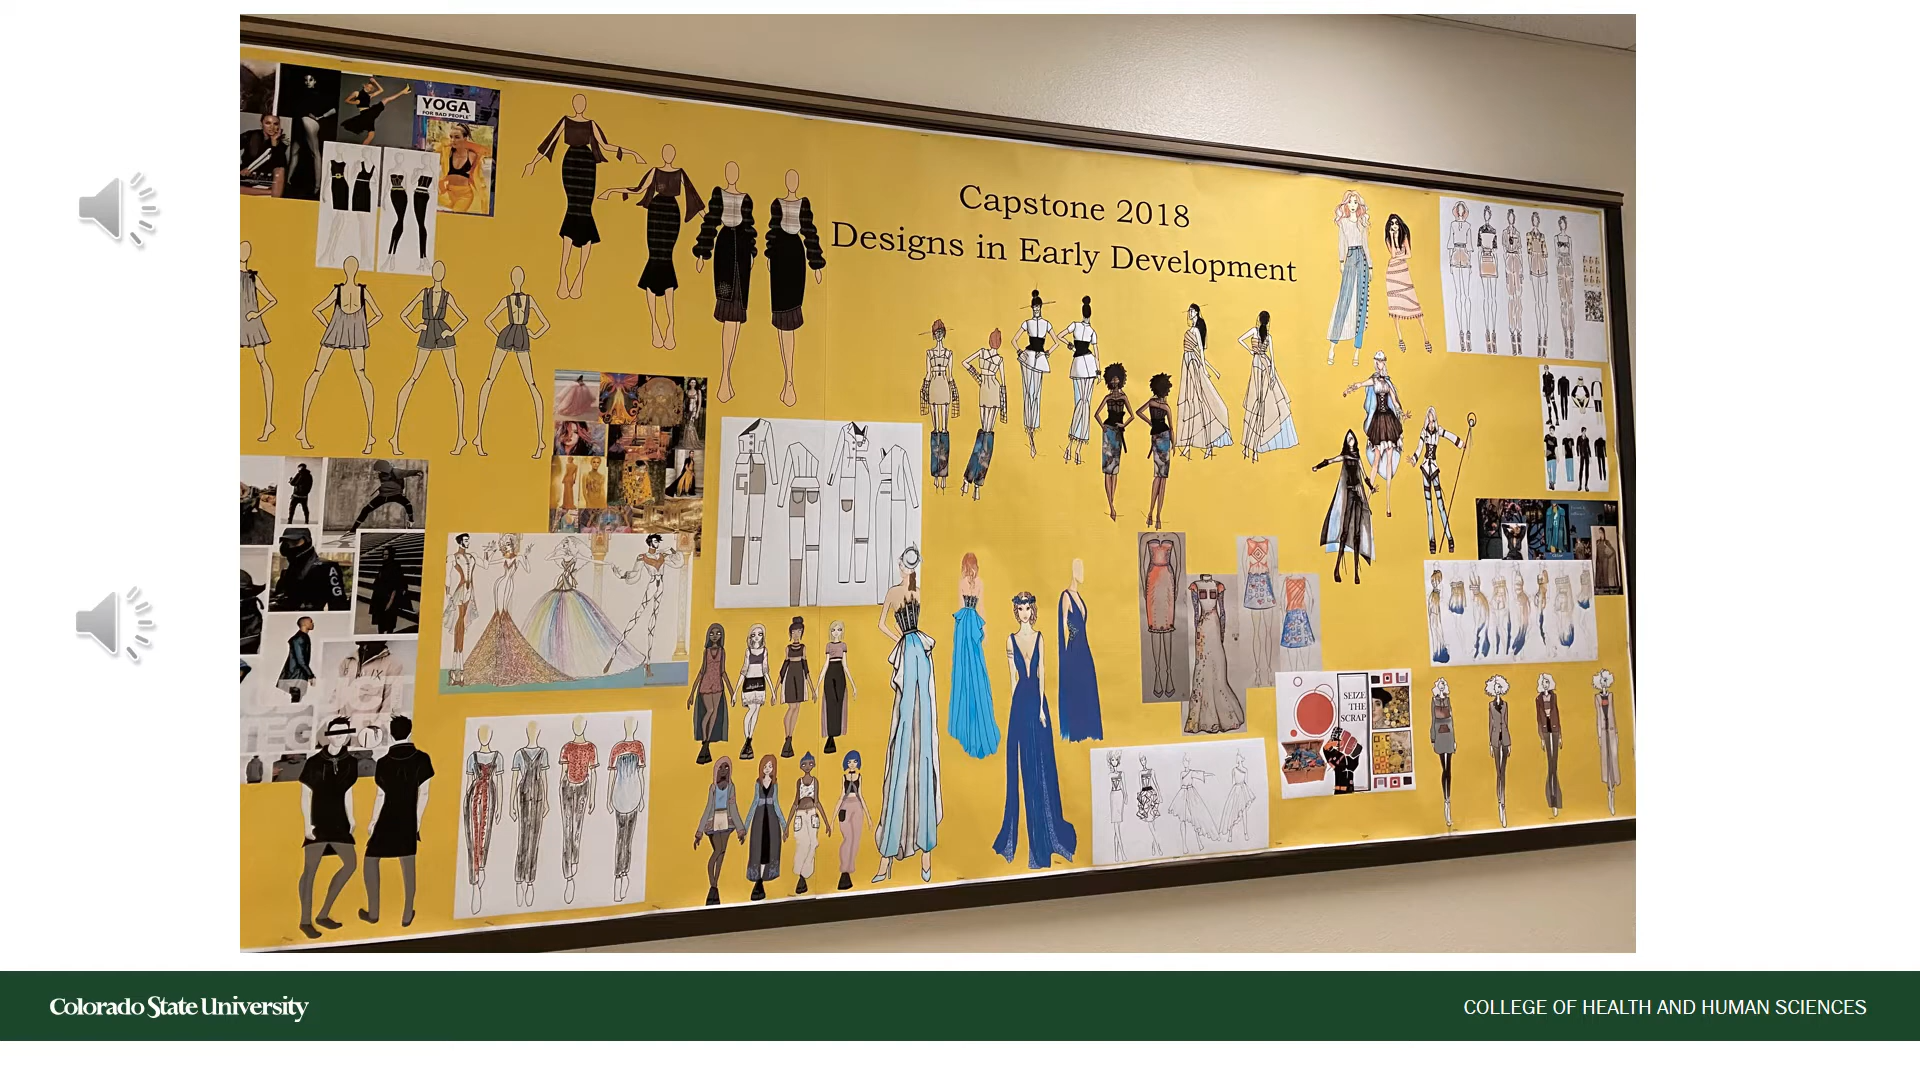 YOGA
FOR BAD PEOPLE
Capstone 2018
Designs in Early Development
ACG
SEIZE
THE
SCRAP
Colorado State University
COLLEGE OF HEALTH AND HUMAN SCIENCES